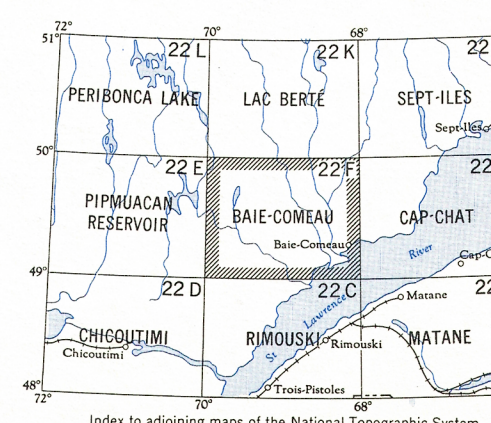 72° 70° 68°
51° 22 L 22 K 22
PERIBONCA LAKE LAC BERTÉ SEPT-ILES
Sept-Iles
50° 22 E 22 F 22
PIPMUACAN
RESERVOIR
BAIE-COMEAU CAP-CHAT
Baie-Comeau
River
Cap-C
49° 22 D 22 C 22
Matane
St Lawrence
CHICOUTIMI RIMOUSKI MATANE
Chicoutimi Rimouski
Trois-Pistoles
48°
72° 70° 68°
Index to adjoining maps of the National Topographic System